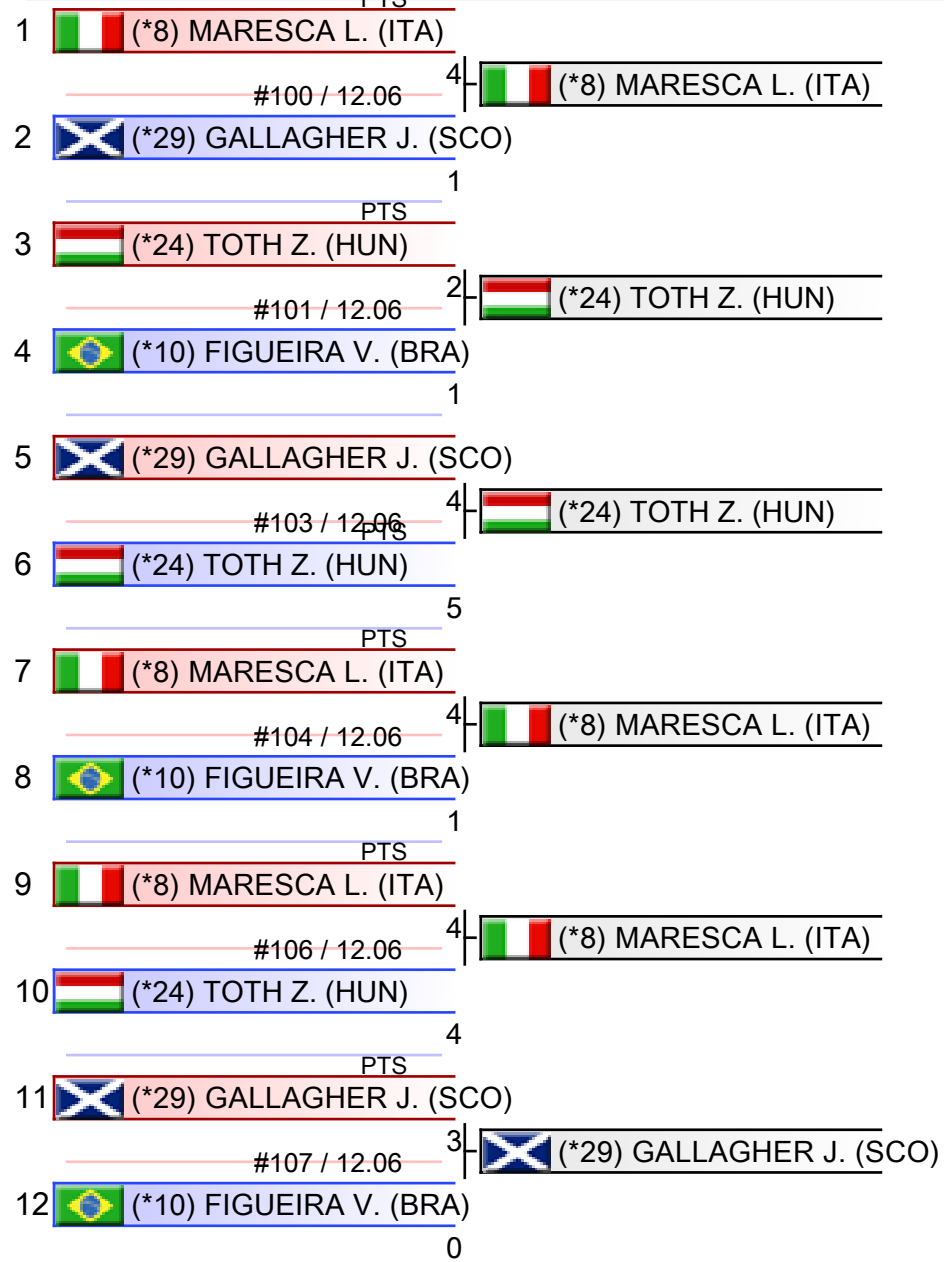 PTS
1 (*8) MARESCA L. (ITA)
4 (*8) MARESCA L. (ITA)
#100 / 12.06
2 (*29) GALLAGHER J. (SCO)
1
PTS
3 (*24) TOTH Z. (HUN)
2 (*24) TOTH Z. (HUN)
#101 / 12.06
4 (*10) FIGUEIRA V. (BRA)
1
5 (*29) GALLAGHER J. (SCO)
4 (*24) TOTH Z. (HUN)
#103 / 12.06
PTS
6 (*24) TOTH Z. (HUN)
5
PTS
7 (*8) MARESCA L. (ITA)
4 (*8) MARESCA L. (ITA)
#104 / 12.06
8 (*10) FIGUEIRA V. (BRA)
1
PTS
9 (*8) MARESCA L. (ITA)
4 (*8) MARESCA L. (ITA)
#106 / 12.06
10 (*24) TOTH Z. (HUN)
4
PTS
11 (*29) GALLAGHER J. (SCO)
3 (*29) GALLAGHER J. (SCO)
#107 / 12.06
12 (*10) FIGUEIRA V. (BRA)
0